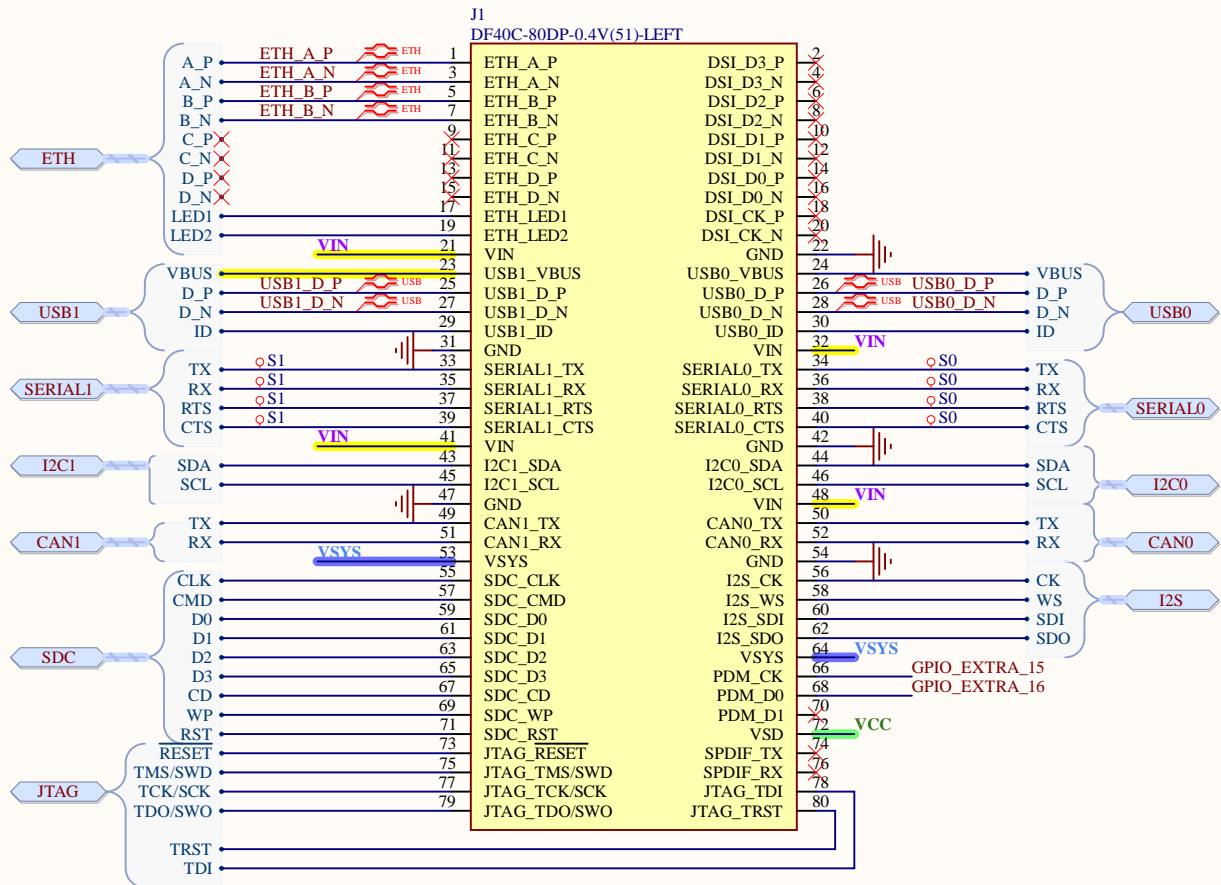 J1
DF40C-80DP-0.4V(51)-LEFT
A_P ETH_A_P ETH 1 ETH_A_P DSI_D3_P 2
A_N ETH_A_N ETH 3 ETH_A_N DSI_D3_N 4
B_P ETH_B_P ETH 5 ETH_B_P DSI_D2_P 6
B_N ETH_B_N ETH 7 ETH_B_N DSI_D2_N 8
C_P 9 ETH_C_P DSI_D1_P 10
ETH C_N 11 ETH_C_N DSI_D1_N 12
D_P 13 ETH_D_P DSI_D0_P 14
D_N 15 ETH_D_N DSI_D0_N 16
LED1 17 ETH_LED1 DSI_CK_P 18
LED2 19 ETH_LED2 DSI_CK_N 20
VIN 21 VIN GND 22
VBUS 23 USB1_VBUS USB0_VBUS 24 VBUS
D_P USB1_D_P USB 25 USB1_D_P USB0_D_P 26 USB USB0_D_P D_P
USB1 D_N USB1_D_N USB 27 USB1_D_N USB0_D_N 28 USB USB0_D_N D_N USB0
ID 29 USB1_ID USB0_ID 30 ID
31 GND VIN 32 VIN
TX S1 33 SERIAL1_TX SERIAL0_TX 34 S0 TX
SERIAL1 RX S1 35 SERIAL1_RX SERIAL0_RX 36 S0 RX
RTS S1 37 SERIAL1_RTS SERIAL0_RTS 38 S0 RTS SERIAL0
CTS S1 39 SERIAL1_CTS SERIAL0_CTS 40 S0 CTS
VIN 41 VIN GND 42
I2C1 SDA 43 I2C1_SDA I2C0_SDA 44 SDA
SCL 45 I2C1_SCL I2C0_SCL 46 SCL I2C0
47 GND VIN 48 VIN
TX 49 CAN1_TX CAN0_TX 50 TX
CAN1 RX 51 CAN1_RX CAN0_RX 52 RX CAN0
VSYS 53 VSYS GND 54
CLK 55 SDC_CLK I2S_CK 56 CK
CMD 57 SDC_CMD I2S_WS 58 WS I2S
D0 59 SDC_D0 I2S_SDI 60 SDI
D1 61 SDC_D1 I2S_SDO 62 SDO
SDC D2 63 SDC_D2 VSYS 64 VSYS
D3 65 SDC_D3 PDM_CK 66 GPIO_EXTRA_15
CD 67 SDC_CD PDM_D0 68 GPIO_EXTRA_16
WP 69 SDC_WP PDM_D1 70
RST 71 SDC_RST VSD 72 VCC
RESET 73 JTAG_RESET SPDIF_TX 74
TMS/SWD 75 JTAG_TMS/SWD SPDIF_RX 76
JTAG TCK/SCK 77 JTAG_TCK/SCK JTAG_TDI 78
TDO/SWO 79 JTAG_TDO/SWO JTAG_TRST 80
TRST
TDI